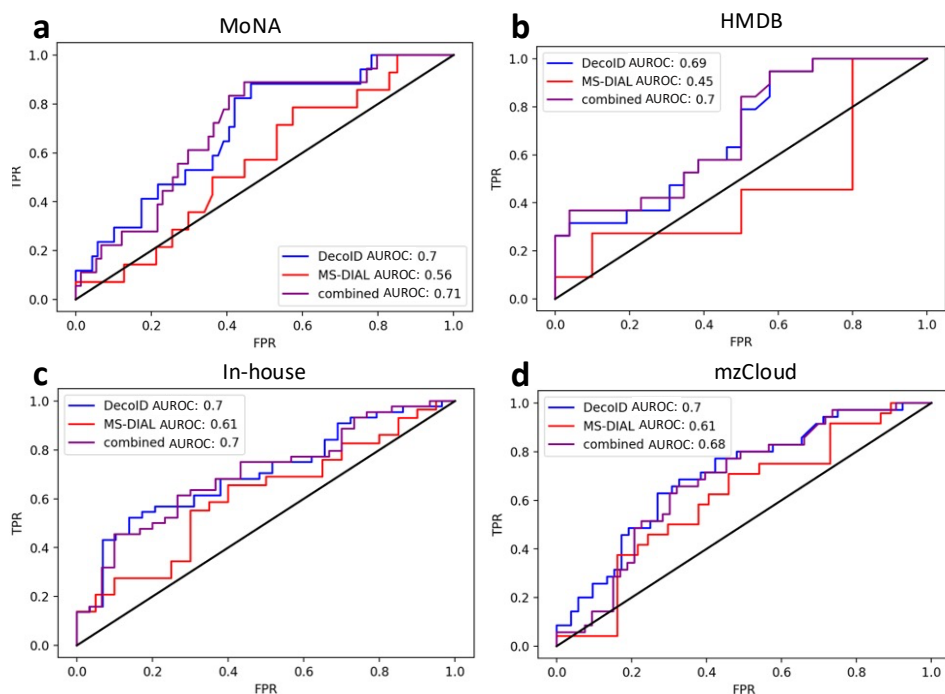 a
MoNA
1.0
0.8
0.6
0.4
0.2
0.0
TPR
DecoID AUROC: 0.7
MS-DIAL AUROC: 0.56
combined AUROC: 0.71
0.0 0.2 0.4 0.6 0.8 1.0
FPR
b
HMDB
DecoID AUROC: 0.69
MS-DIAL AUROC: 0.45
combined AUROC: 0.7
1.0
0.8
0.6
0.4
0.2
0.0
TPR
0.0 0.2 0.4 0.6 0.8 1.0
FPR
c
In-house
DecoID AUROC: 0.7
MS-DIAL AUROC: 0.61
combined AUROC: 0.7
1.0
0.8
0.6
0.4
0.2
0.0
TPR
0.0 0.2 0.4 0.6 0.8 1.0
FPR
d
mzCloud
DecoID AUROC: 0.7
MS-DIAL AUROC: 0.61
combined AUROC: 0.68
1.0
0.8
0.6
0.4
0.2
0.0
TPR
0.0 0.2 0.4 0.6 0.8 1.0
FPR